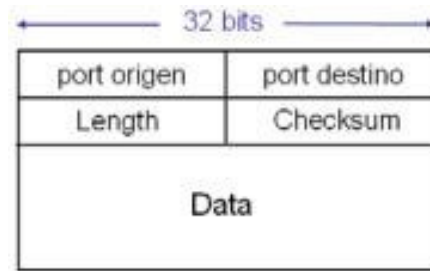 32 bits
port origen port destino
Length Checksum
Data